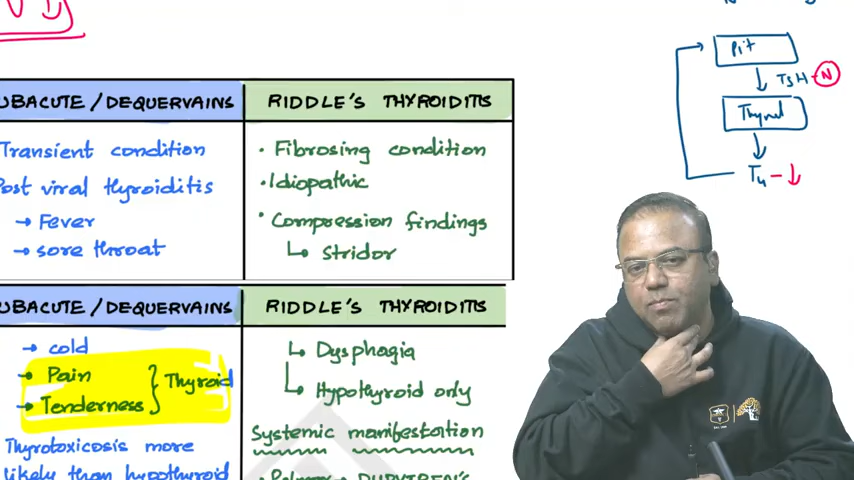 UBACUTE / DEQUERVAINS
RIDDLE'S THYROIDITIS
Transient condition
Post viral thyroiditis
→ Fever
→ sore throat
• Fibrosing condition
• Idiopathic
• Compression findings
↳ Stridor
UBACUTE / DEQUERVAINS
RIDDLE'S THYROIDITIS
→ cold
→ Pain
→ Tenderness } Thyroid
Thyrotoxicosis more
likely than hypothyroid
↳ Dysphagia
↳ Hypothyroid only
Systemic manifestation
Pit
↓ TSH - N
Thyroid
↓
T4 - ↓